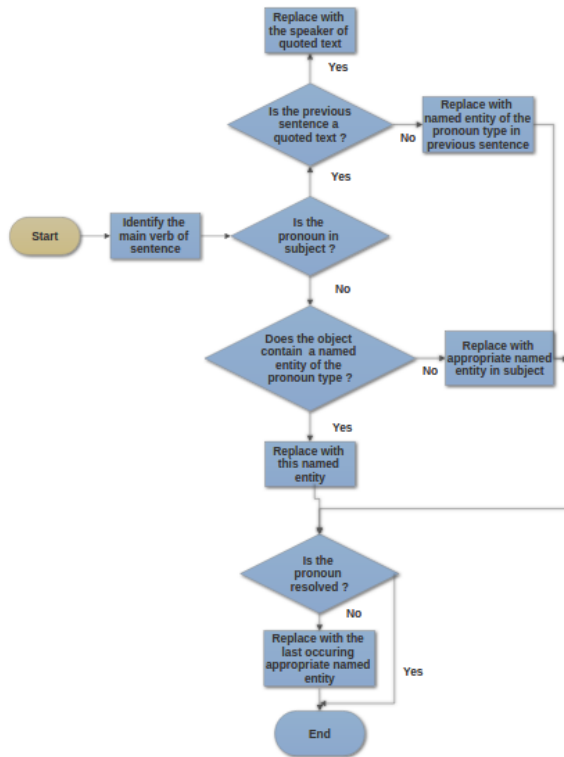 Replace with
the speaker of
quoted text
Yes
Is the previous
sentence a
quoted text ?
No
Replace with
named entity of the
pronoun type in
previous sentence
Yes
Start
Identify the
main verb of
sentence
Is the
pronoun in
subject ?
No
Does the object
contain a named
entity of the
pronoun type ?
No
Replace with
appropriate named
entity in subject
Yes
Replace with
this named
entity
Is the
pronoun
resolved ?
No
Replace with the
last occuring
appropriate named
entity
Yes
End